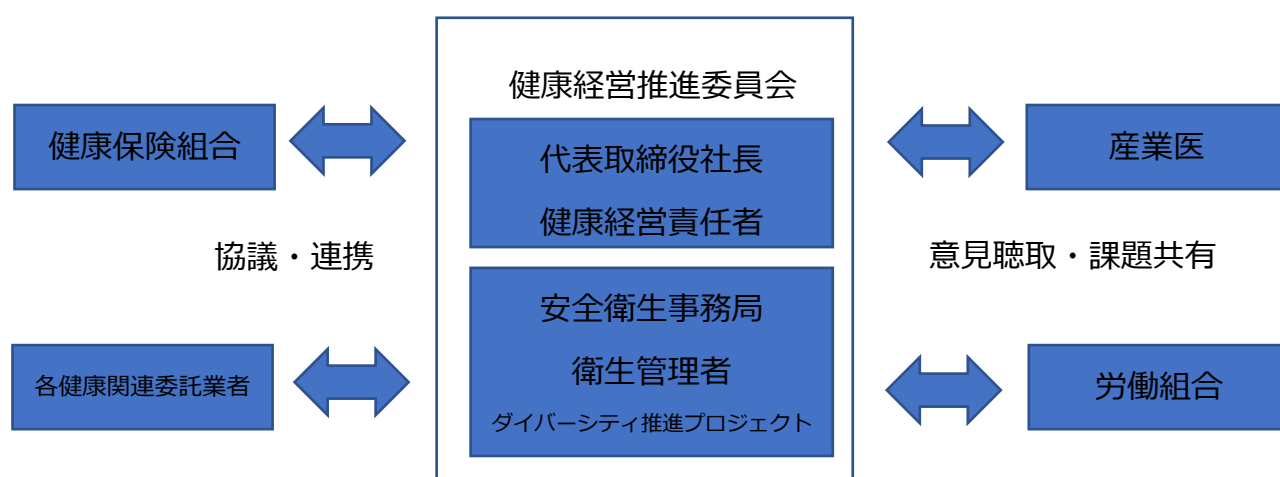 健康経営推進委員会
健康保険組合
代表取締役社長
健康経営責任者
産業医
協議・連携
意見聴取・課題共有
安全衛生事務局
衛生管理者
ダイバーシティ推進プロジェクト
各健康関連委託業者
労働組合